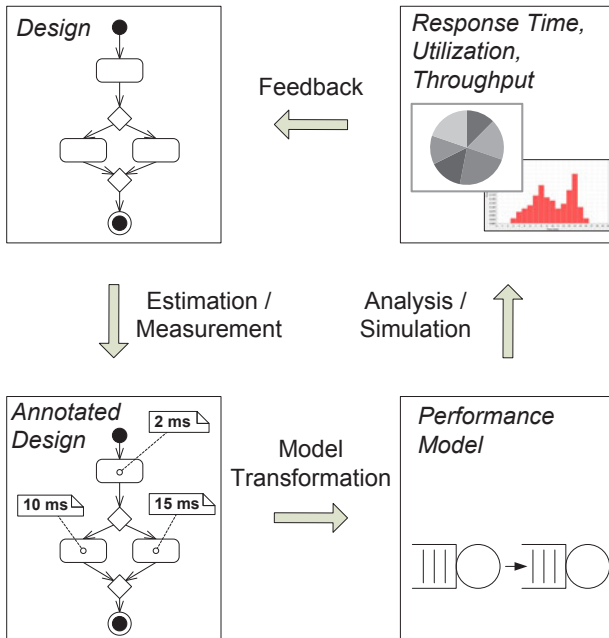 Design
Response Time,
Utilization,
Throughput
Feedback
Estimation /
Measurement
Analysis /
Simulation
Annotated
Design
2 ms
10 ms
15 ms
Model
Transformation
Performance
Model